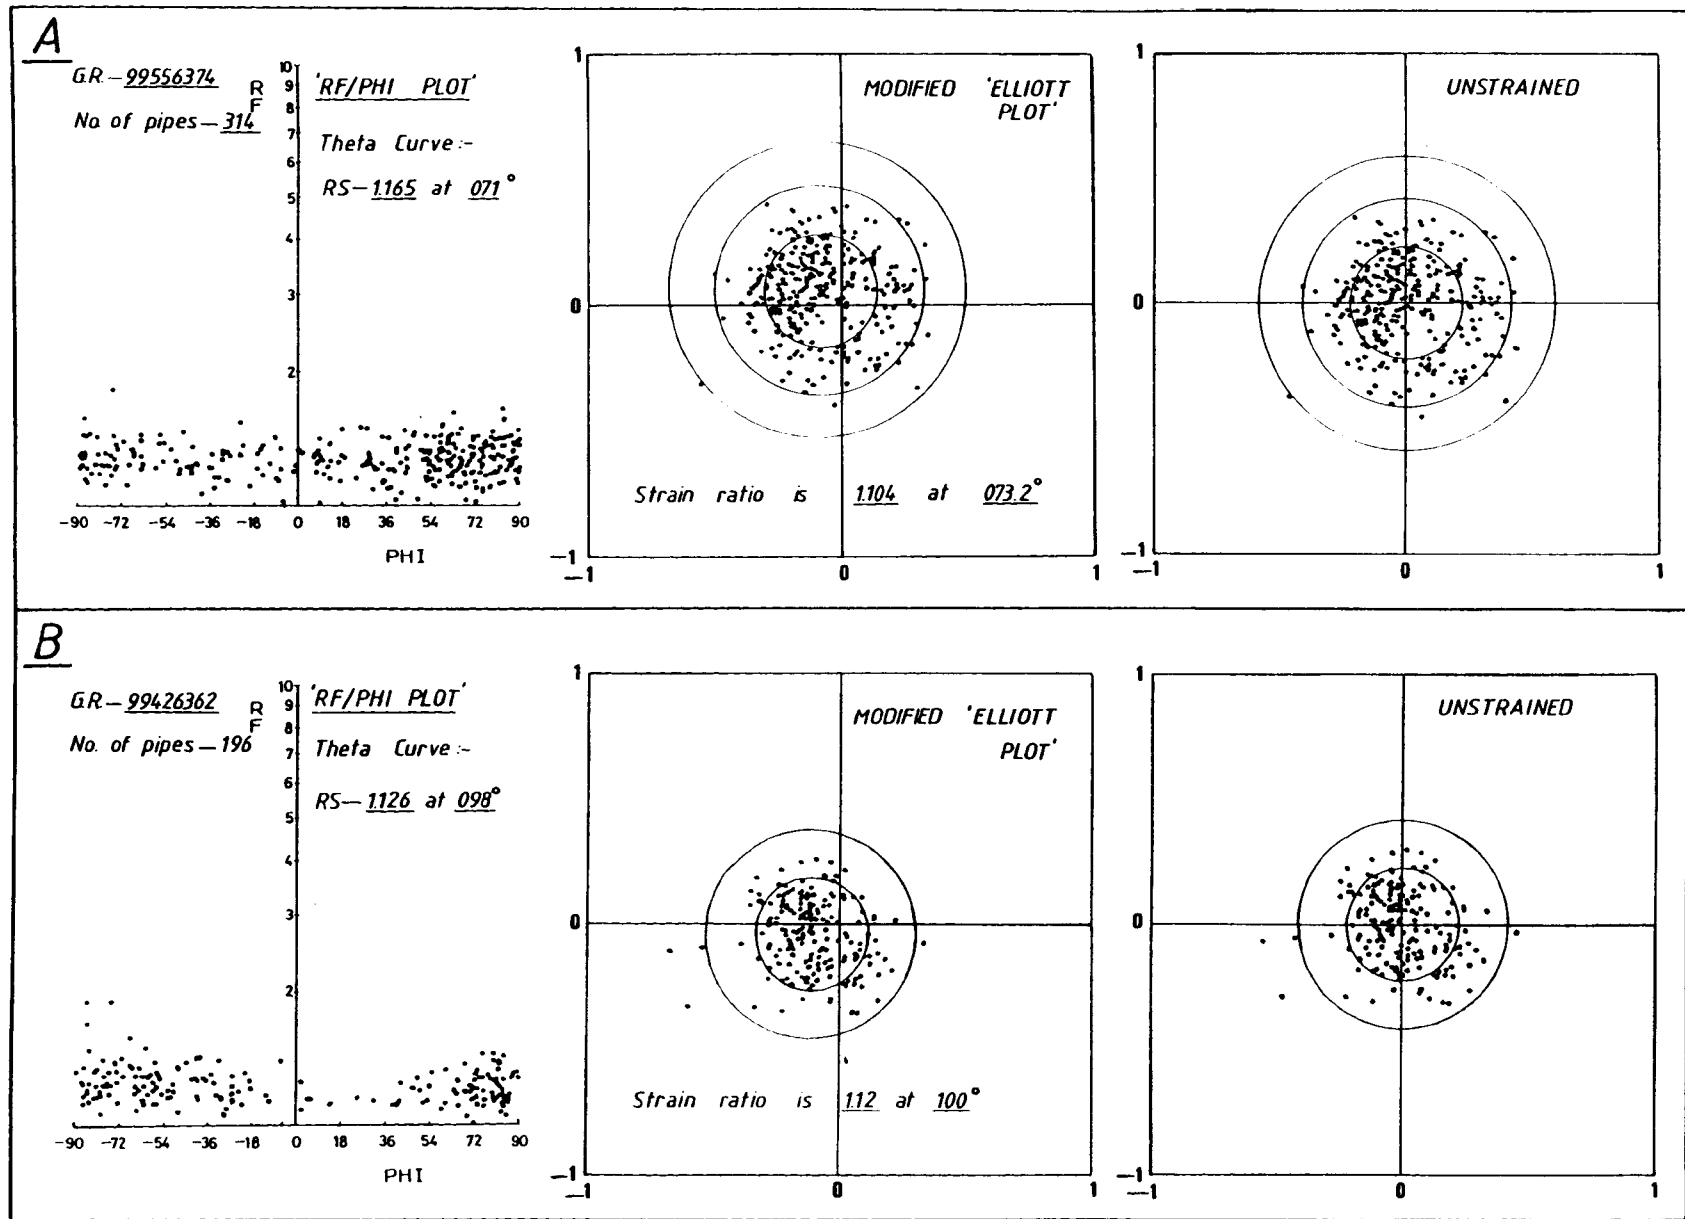 A
G.R.—99556374
No. of pipes—314
RF
10
9
8
7
6
5
4
3
2
'RF/PHI PLOT'
Theta Curve:-
RS—1.165 at 071°
-90 -72 -54 -36 -18 0 18 36 54 72 90
PHI
MODIFIED 'ELLIOTT
PLOT'
1
0
-1
-1 0 1
Strain ratio is 1.104 at 073.2°
UNSTRAINED
1
0
-1
-1 0 1
B
G.R.—99426362
No. of pipes—196
RF
10
9
8
7
6
5
4
3
2
'RF/PHI PLOT'
Theta Curve:-
RS—1.126 at 098°
-90 -72 -54 -36 -18 0 18 36 54 72 90
PHI
MODIFIED 'ELLIOTT
PLOT'
1
0
-1
-1 0 1
Strain ratio is 1.12 at 100°
UNSTRAINED
1
0
-1
-1 0 1